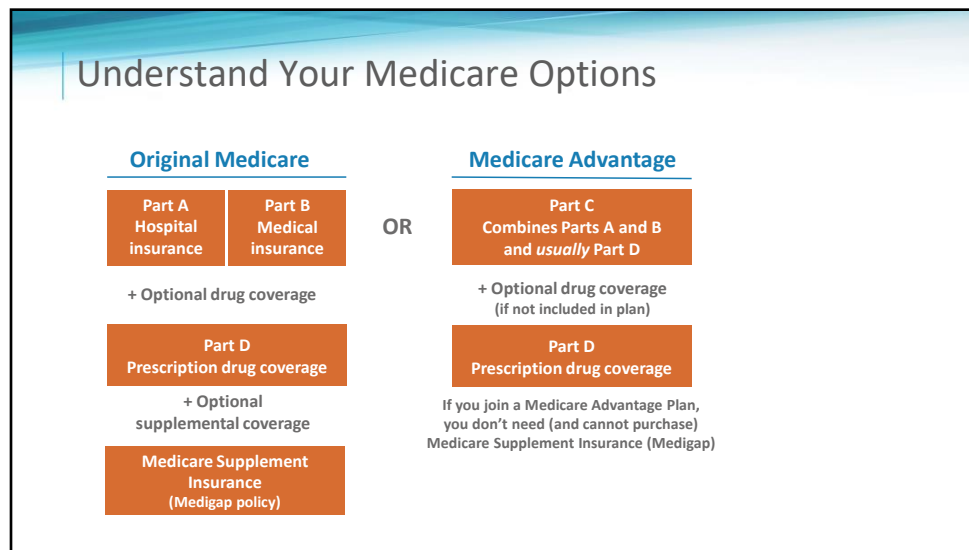 Understand Your Medicare Options
Original Medicare
Part A
Hospital
insurance
Part B
Medical
insurance
+ Optional drug coverage
Part D
Prescription drug coverage
+ Optional
supplemental coverage
Medicare Supplement
Insurance
(Medigap policy)
OR
Medicare Advantage
Part C
Combines Parts A and B
and usually Part D
+ Optional drug coverage
(if not included in plan)
Part D
Prescription drug coverage
If you join a Medicare Advantage Plan,
you don’t need (and cannot purchase)
Medicare Supplement Insurance (Medigap)